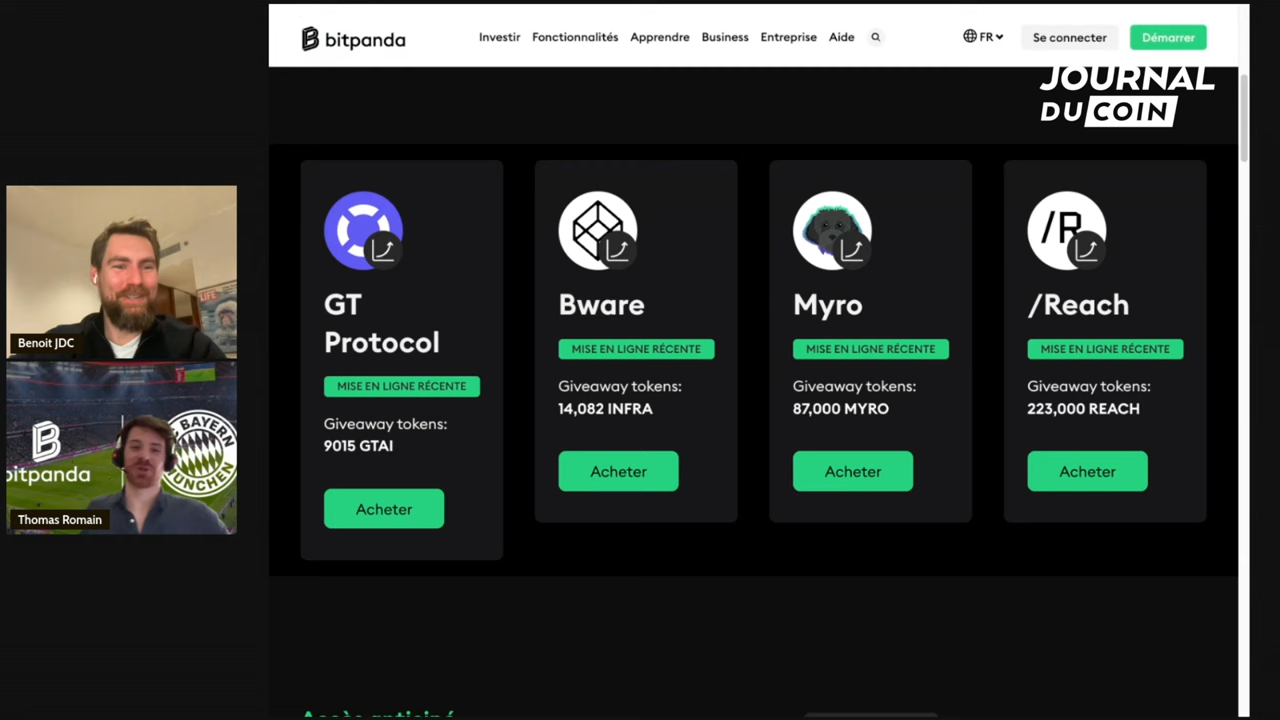 bitpanda
Investir
Fonctionnalités
Apprendre
Business
Entreprise
Aide
FR
Se connecter
Démarrer
JOURNAL
DU COIN
GT
Protocol
MISE EN LIGNE RÉCENTE
Giveaway tokens:
9015 GTAI
Acheter
Bware
MISE EN LIGNE RÉCENTE
Giveaway tokens:
14,082 INFRA
Acheter
Myro
MISE EN LIGNE RÉCENTE
Giveaway tokens:
87,000 MYRO
Acheter
/R
/Reach
MISE EN LIGNE RÉCENTE
Giveaway tokens:
223,000 REACH
Acheter
LIFE
Benoit JDC
bitpanda
BAYERN
MÜNCHEN
Thomas Romain
Accès anticipé